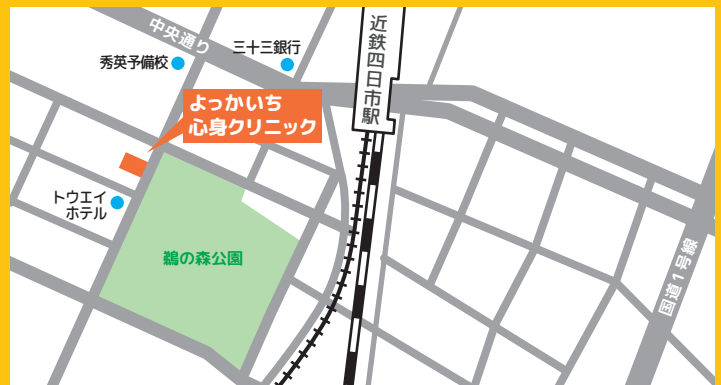 中央通り
三十三銀行
秀英予備校
近鉄四日市駅
よっかいち
心身クリニック
トウエイ
ホテル
鵜の森公園
国道1号線